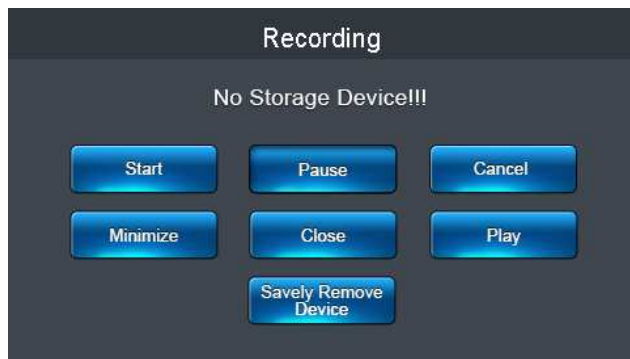 Recording
No Storage Device!!!
Start Pause Cancel
Minimize Close Play
Savely Remove
Device